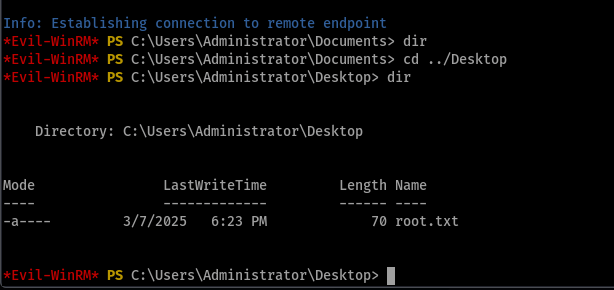 Info: Establishing connection to remote endpoint
*Evil-WinRM* PS C:\Users\Administrator\Documents> dir
*Evil-WinRM* PS C:\Users\Administrator\Documents> cd ../Desktop
*Evil-WinRM* PS C:\Users\Administrator\Desktop> dir
Directory: C:\Users\Administrator\Desktop
Mode                LastWriteTime         Length Name
----                -------------         ------ ----
-a----         3/7/2025   6:23 PM             70 root.txt
*Evil-WinRM* PS C:\Users\Administrator\Desktop>